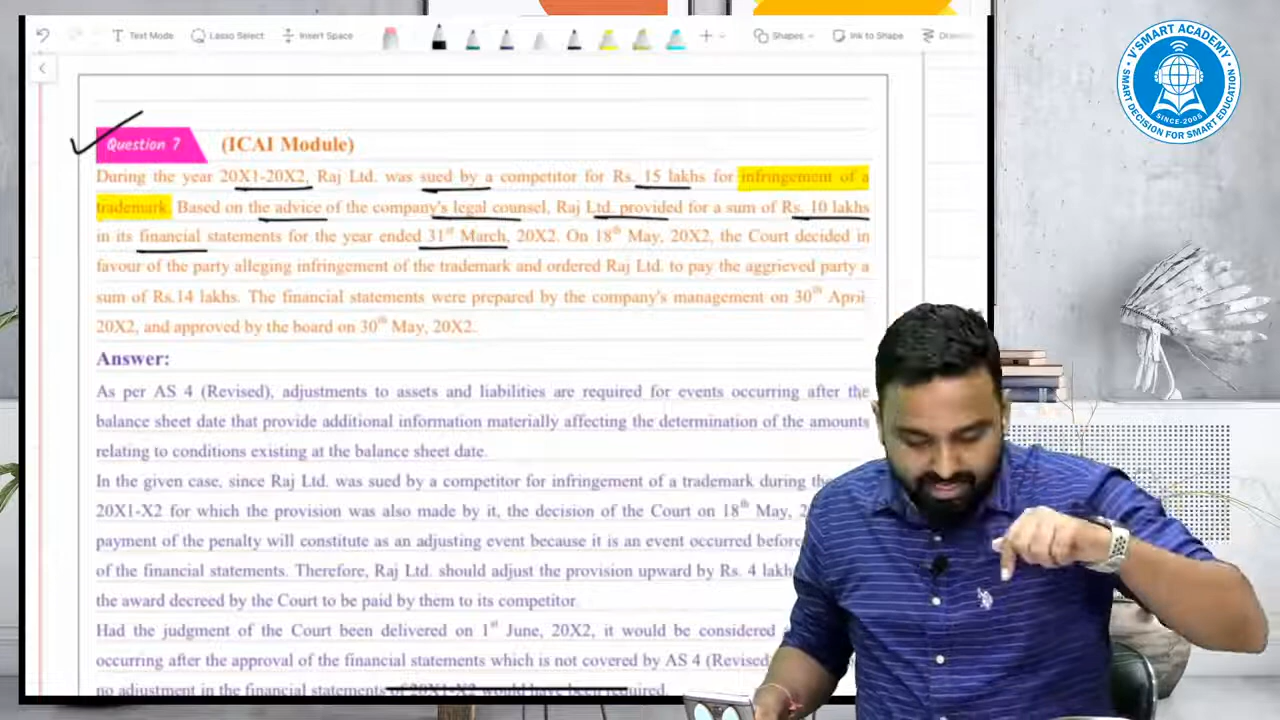 Text Mode Lasso Select Insert Space Shapes Ink to Shape
V'SMART ACADEMY
SMART DECISION FOR SMART EDUCATION
SINCE-2005
Question 7 (ICAI Module)
During the year 20X1-20X2, Raj Ltd. was sued by a competitor for Rs. 15 lakhs for infringement of a
trademark. Based on the advice of the company's legal counsel, Raj Ltd. provided for a sum of Rs. 10 lakhs
in its financial statements for the year ended 31st March, 20X2. On 18th May, 20X2, the Court decided in
favour of the party alleging infringement of the trademark and ordered Raj Ltd. to pay the aggrieved party a
sum of Rs.14 lakhs. The financial statements were prepared by the company's management on 30th April
20X2, and approved by the board on 30th May, 20X2.
Answer:
As per AS 4 (Revised), adjustments to assets and liabilities are required for events occurring after the
balance sheet date that provide additional information materially affecting the determination of the amounts
relating to conditions existing at the balance sheet date.
In the given case, since Raj Ltd. was sued by a competitor for infringement of a trademark during the
20X1-X2 for which the provision was also made by it, the decision of the Court on 18th May,
payment of the penalty will constitute as an adjusting event because it is an event occurred before
of the financial statements. Therefore, Raj Ltd. should adjust the provision upward by Rs. 4 lakhs
the award decreed by the Court to be paid by them to its competitor.
Had the judgment of the Court been delivered on 1st June, 20X2, it would be considered
occurring after the approval of the financial statements which is not covered by AS 4 (Revised
no adjustment in the financial statements of 20X1-X2 would have been required.